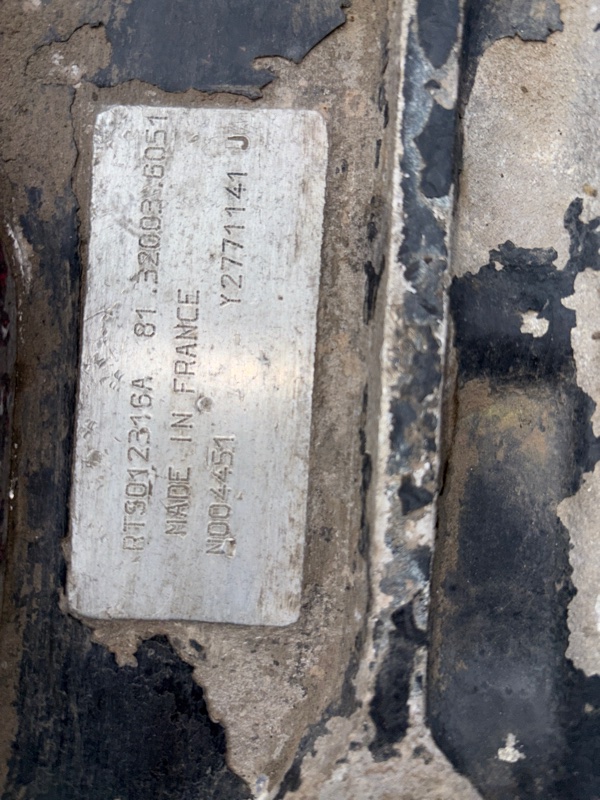 RTS012316A 81.32003.6051
MADE IN FRANCE
N004451 Y2771141 U